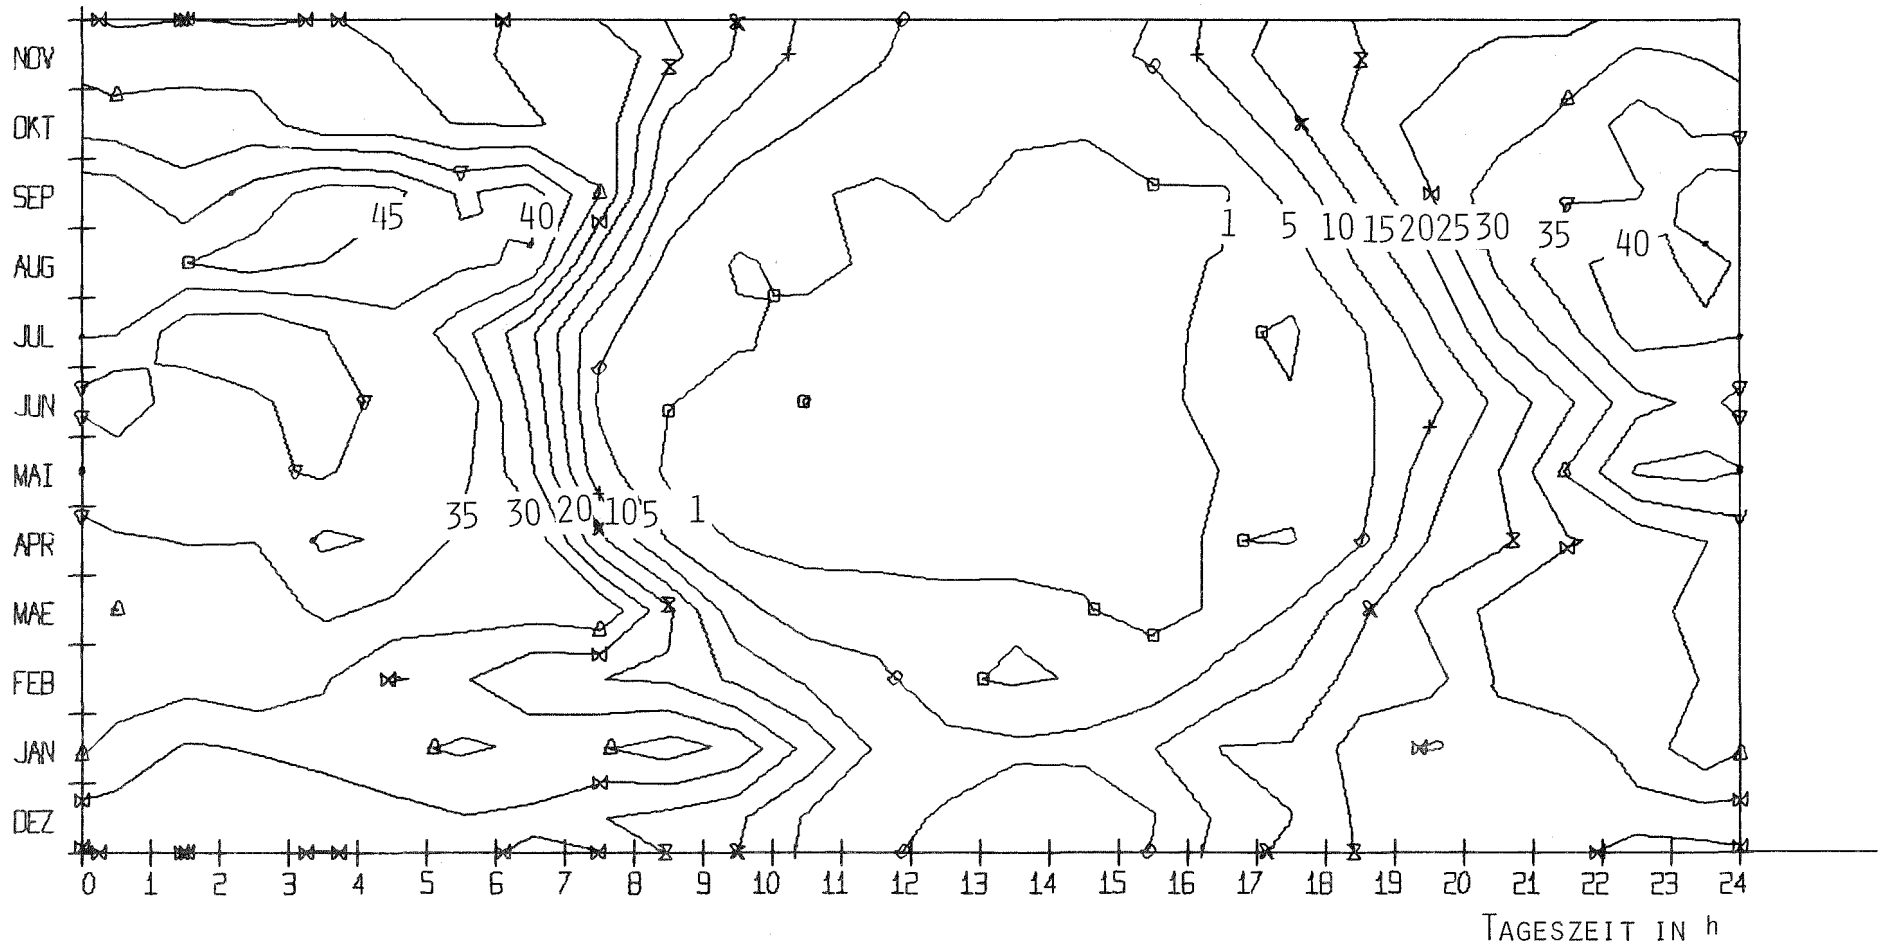 NOV
OKT
SEP
45 40 1 5 10 15 20 25 30 35 40
AUG
JUL
JUN
MAI
35 30 20 10 5 1
APR
MAE
FEB
JAN
DEZ
0 1 2 3 4 5 6 7 8 9 10 11 12 13 14 15 16 17 18 19 20 21 22 23 24
TAGESZEIT IN h